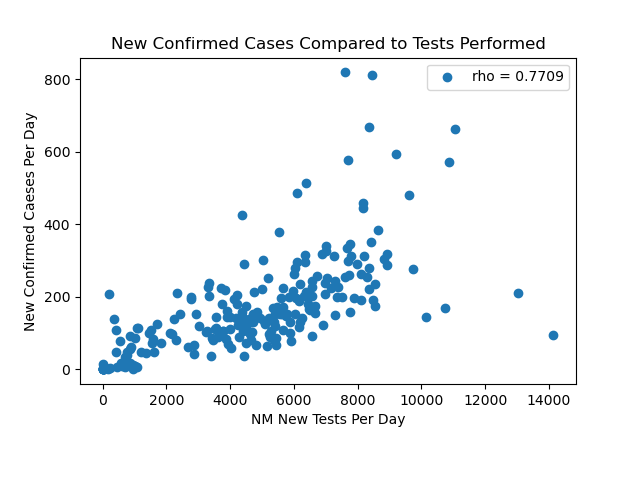 New Confirmed Cases Compared to Tests Performed
rho = 0.7709
800
600
400
200
0
New Confirmed Caeses Per Day
0 2000 4000 6000 8000 10000 12000 14000
NM New Tests Per Day